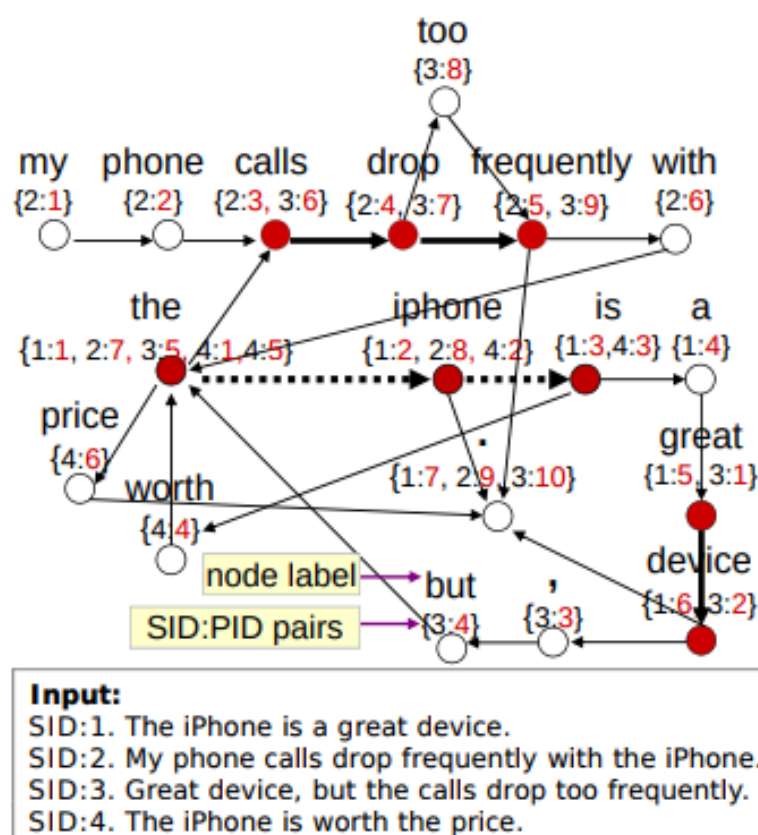 too
{3:8}
my phone calls drop frequently with
{2:1} {2:2} {2:3, 3:6} {2:4, 3:7} {2:5, 3:9} {2:6}
the iphone is a
{1:1, 2:7, 3:5, 4:1,4:5} {1:2, 2:8, 4:2} {1:3,4:3} {1:4}
price . great
{4:6} {1:7, 2:9, 3:10} {1:5, 3:1}
worth
{4:4}
node label but , device
SID:PID pairs {3:4} {3:3} {1:6, 3:2}
Input:
SID:1. The iPhone is a great device.
SID:2. My phone calls drop frequently with the iPhone.
SID:3. Great device, but the calls drop too frequently.
SID:4. The iPhone is worth the price.